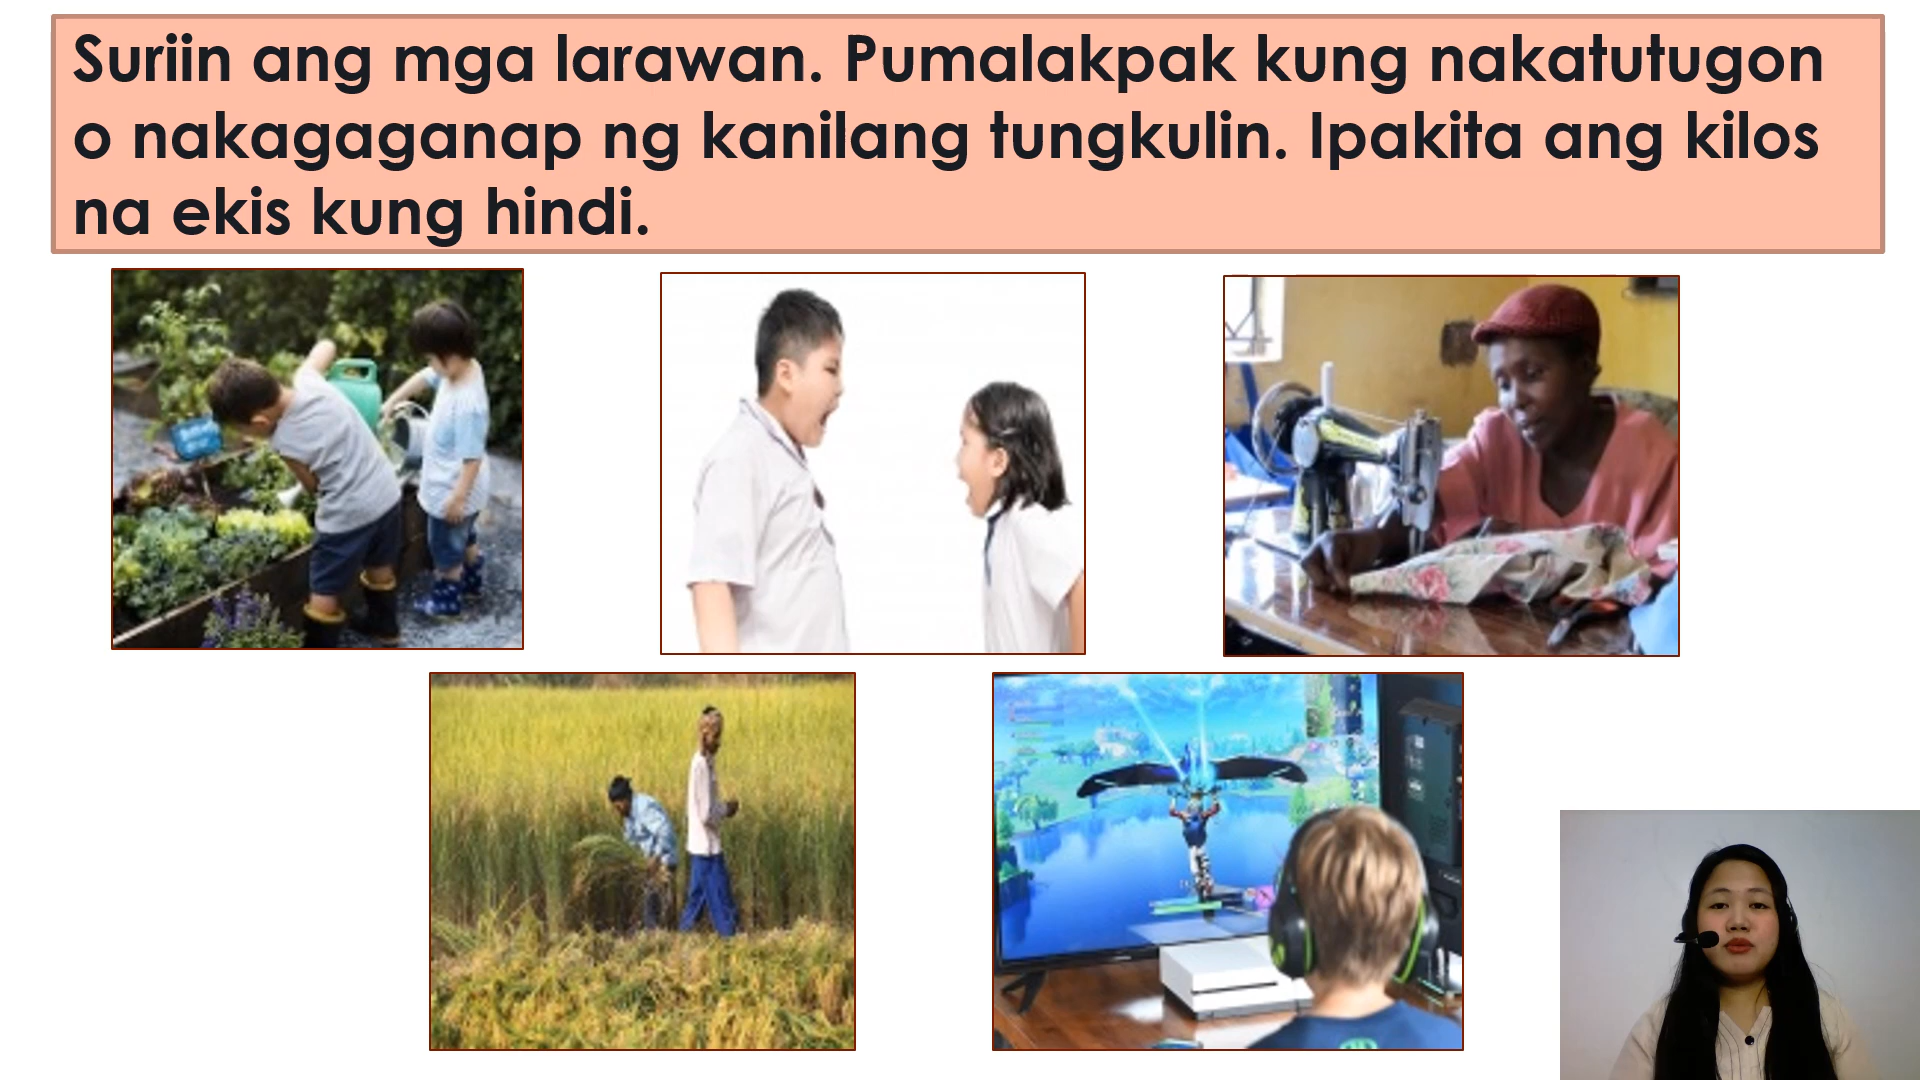 Suriin ang mga larawan. Pumalakpak kung nakatutugon
o nakagaganap ng kanilang tungkulin. Ipakita ang kilos
na ekis kung hindi.